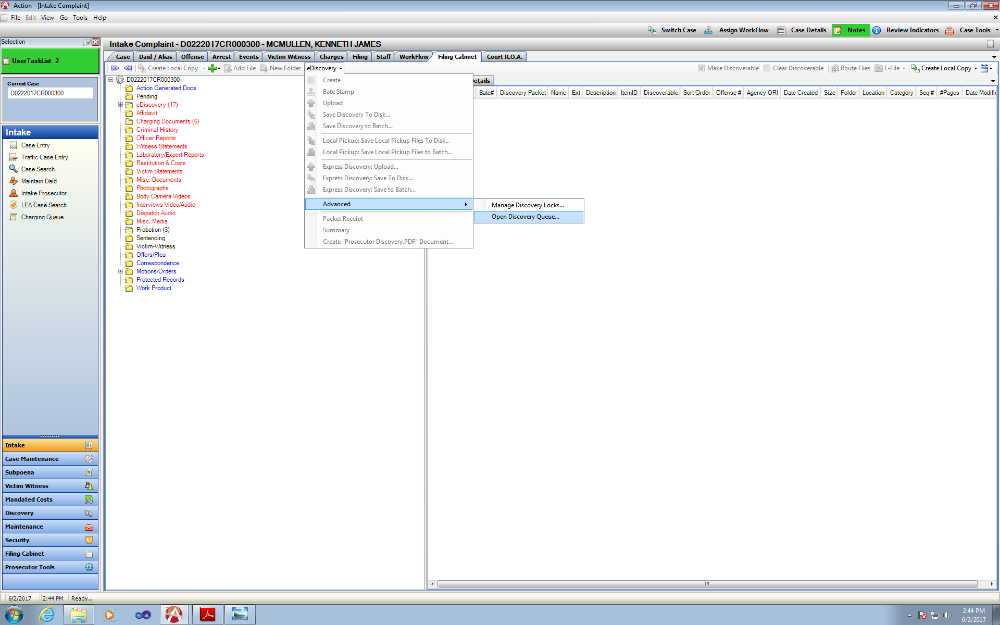 Action - [Intake Complaint]
File Edit View Go Tools Help
Switch Case Assign WorkFlow Case Details Notes Review Indicators Case Tools
Selection
UserTaskList 2
Current Case
D0222017CR000300
Intake
Case Entry
Traffic Case Entry
Case Search
Maintain Daid
Intake Prosecutor
LEA Case Search
Charging Queue
Intake
Case Maintenance
Subpoena
Victim Witness
Mandated Costs
Discovery
Maintenance
Security
Filing Cabinet
Prosecutor Tools
Intake Complaint - D0222017CR000300 - MCMULLEN, KENNETH JAMES
Case Daid / Alias Offense Arrest Events Victim Witness Charges Filing Staff WorkFlow Filing Cabinet Court R.O.A.
Create Local Copy Add File New Folder eDiscovery Make Discoverable Clear Discoverable Route Files E-File Create Local Copy
D0222017CR000300
Action Generated Docs
Pending
eDiscovery (17)
Affidavit
Charging Documents (6)
Criminal History
Officer Reports
Witness Statements
Laboratory/Expert Reports
Restitution & Costs
Victim Statements
Misc. Documents
Photographs
Body Camera Videos
Interviews Video/Audio
Dispatch Audio
Misc. Media
Probation (3)
Sentencing
Victim-Witness
Offers/Plea
Correspondence
Motions/Orders
Protected Records
Work Product
Create
Bate Stamp
Upload
Save Discovery To Disk...
Save Discovery to Batch...
Local Pickup: Save Local Pickup Files To Disk...
Local Pickup: Save Local Pickup Files to Batch...
Express Discovery: Upload...
Express Discovery: Save To Disk...
Express Discovery: Save to Batch...
Advanced
Packet Receipt
Summary
Create "Prosecutor Discovery.PDF" Document...
Manage Discovery Locks...
Open Discovery Queue...
etails
Bate# Discovery Packet Name Ext Description ItemID Discoverable Sort Order Offense # Agency ORI Date Created Size Folder Location Category Seq # #Pages Date Modifie
6/2/2017 2:44 PM Ready...
2:44 PM
6/2/2017